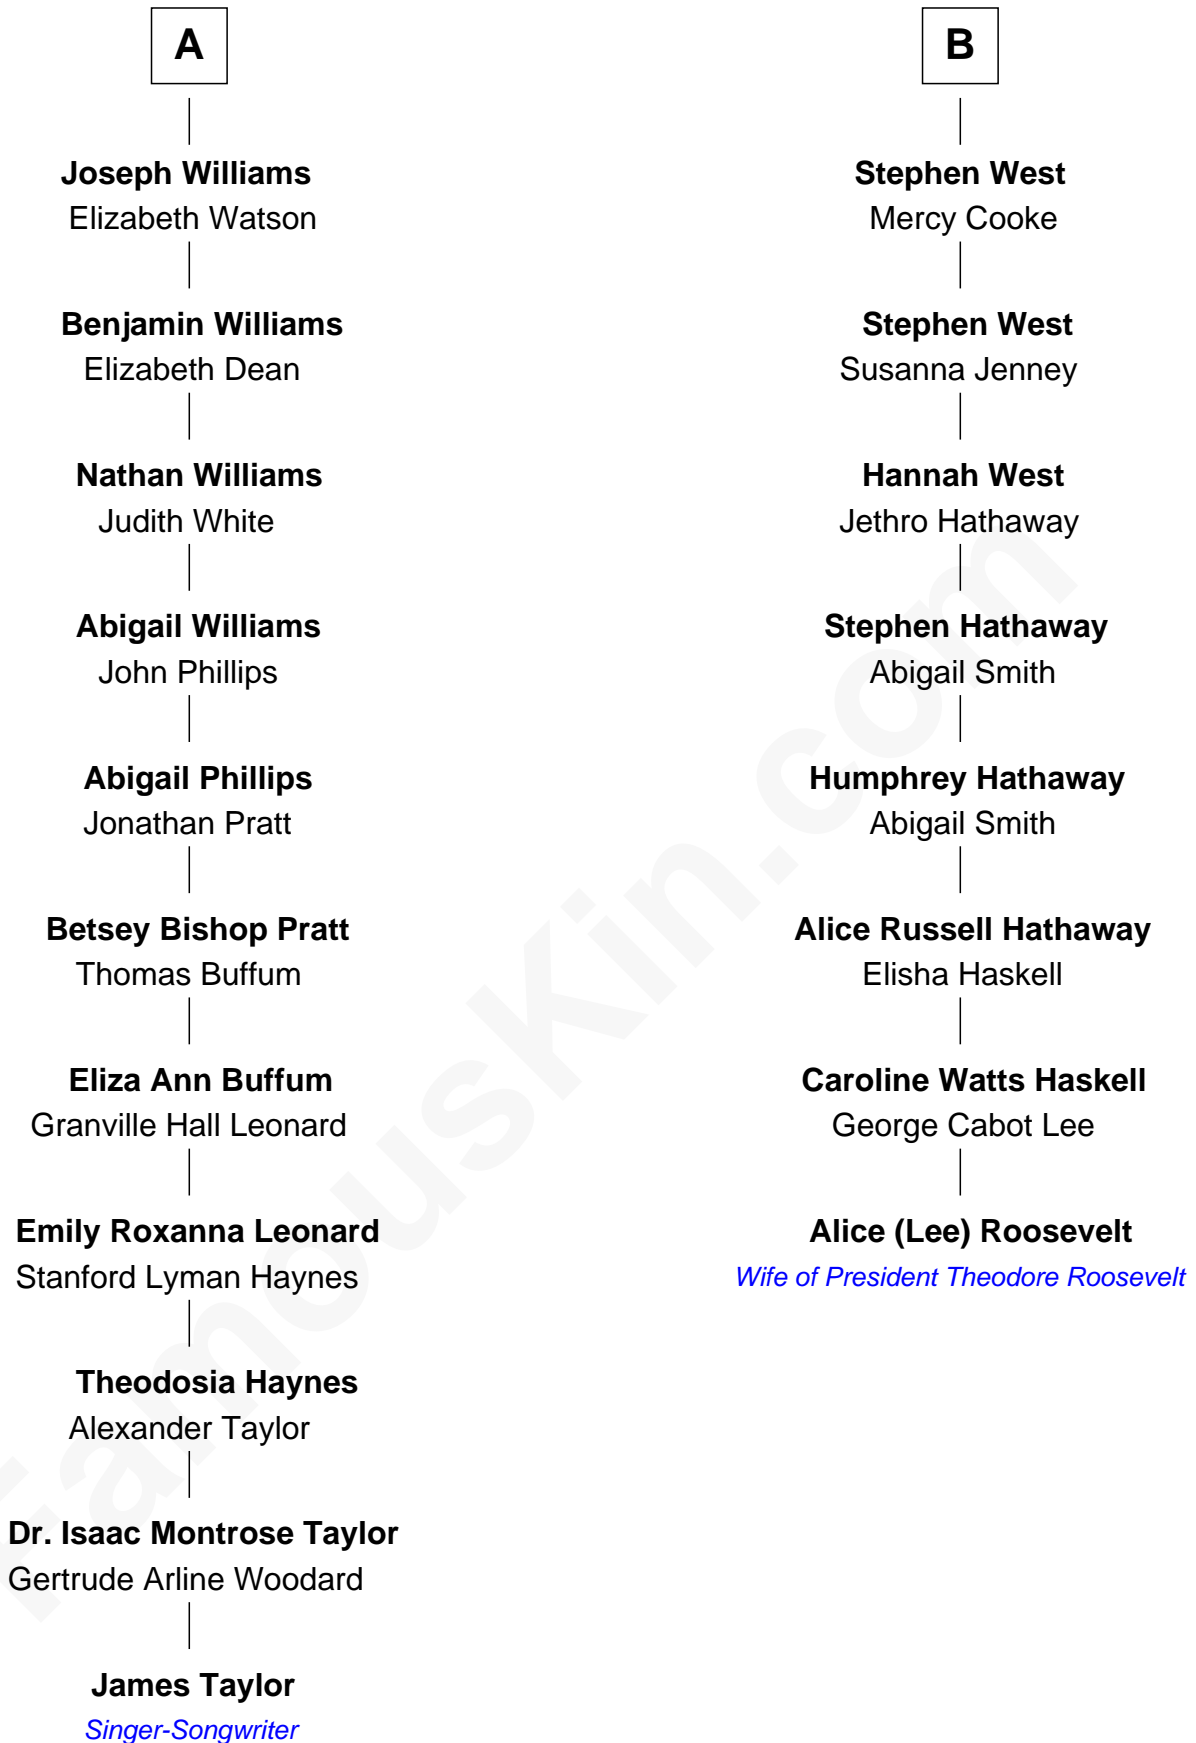 A
Joseph Williams
Elizabeth Watson
Benjamin Williams
Elizabeth Dean
Nathan Williams
Judith White
Abigail Williams
John Phillips
Abigail Phillips
Jonathan Pratt
Betsey Bishop Pratt
Thomas Buffum
Eliza Ann Buffum
Granville Hall Leonard
Emily Roxanna Leonard
Stanford Lyman Haynes
Theodosia Haynes
Alexander Taylor
Dr. Isaac Montrose Taylor
Gertrude Arline Woodard
James Taylor
Singer-Songwriter
B
Stephen West
Mercy Cooke
Stephen West
Susanna Jenney
Hannah West
Jethro Hathaway
Stephen Hathaway
Abigail Smith
Humphrey Hathaway
Abigail Smith
Alice Russell Hathaway
Elisha Haskell
Caroline Watts Haskell
George Cabot Lee
Alice (Lee) Roosevelt
Wife of President Theodore Roosevelt
FamousKin.com